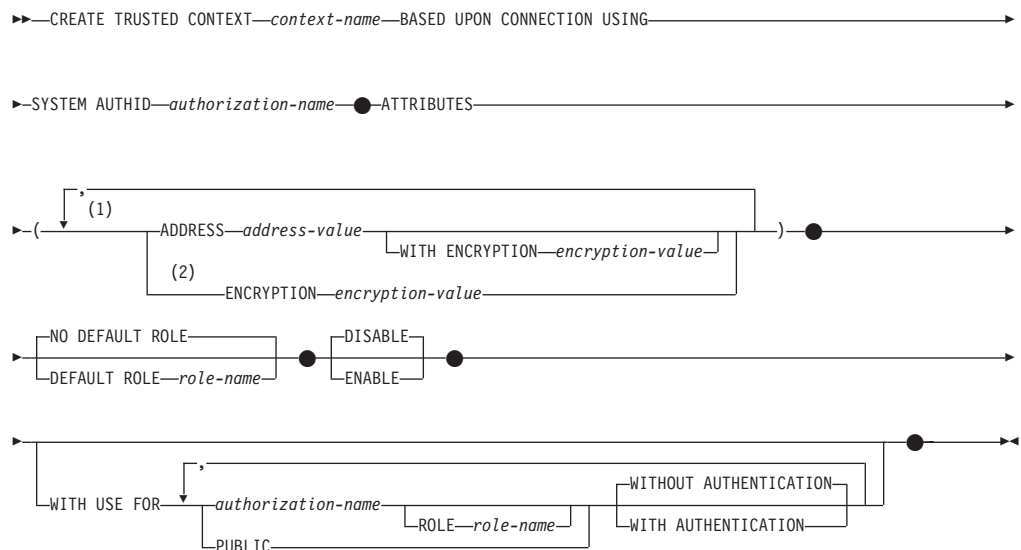 CREATE TRUSTED CONTEXT context-name BASED UPON CONNECTION USING
SYSTEM AUTHID authorization-name ATTRIBUTES
,
(1)
( ADDRESS address-value )
WITH ENCRYPTION encryption-value
(2)
ENCRYPTION encryption-value
NO DEFAULT ROLE DISABLE
DEFAULT ROLE role-name ENABLE
,
WITHOUT AUTHENTICATION
WITH USE FOR authorization-name
ROLE role-name WITH AUTHENTICATION
PUBLIC